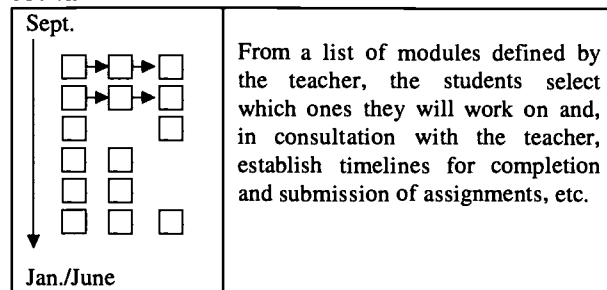 Sept.
Jan./June
From a list of modules defined by
the teacher, the students select
which ones they will work on and,
in consultation with the teacher,
establish timelines for completion
and submission of assignments, etc.